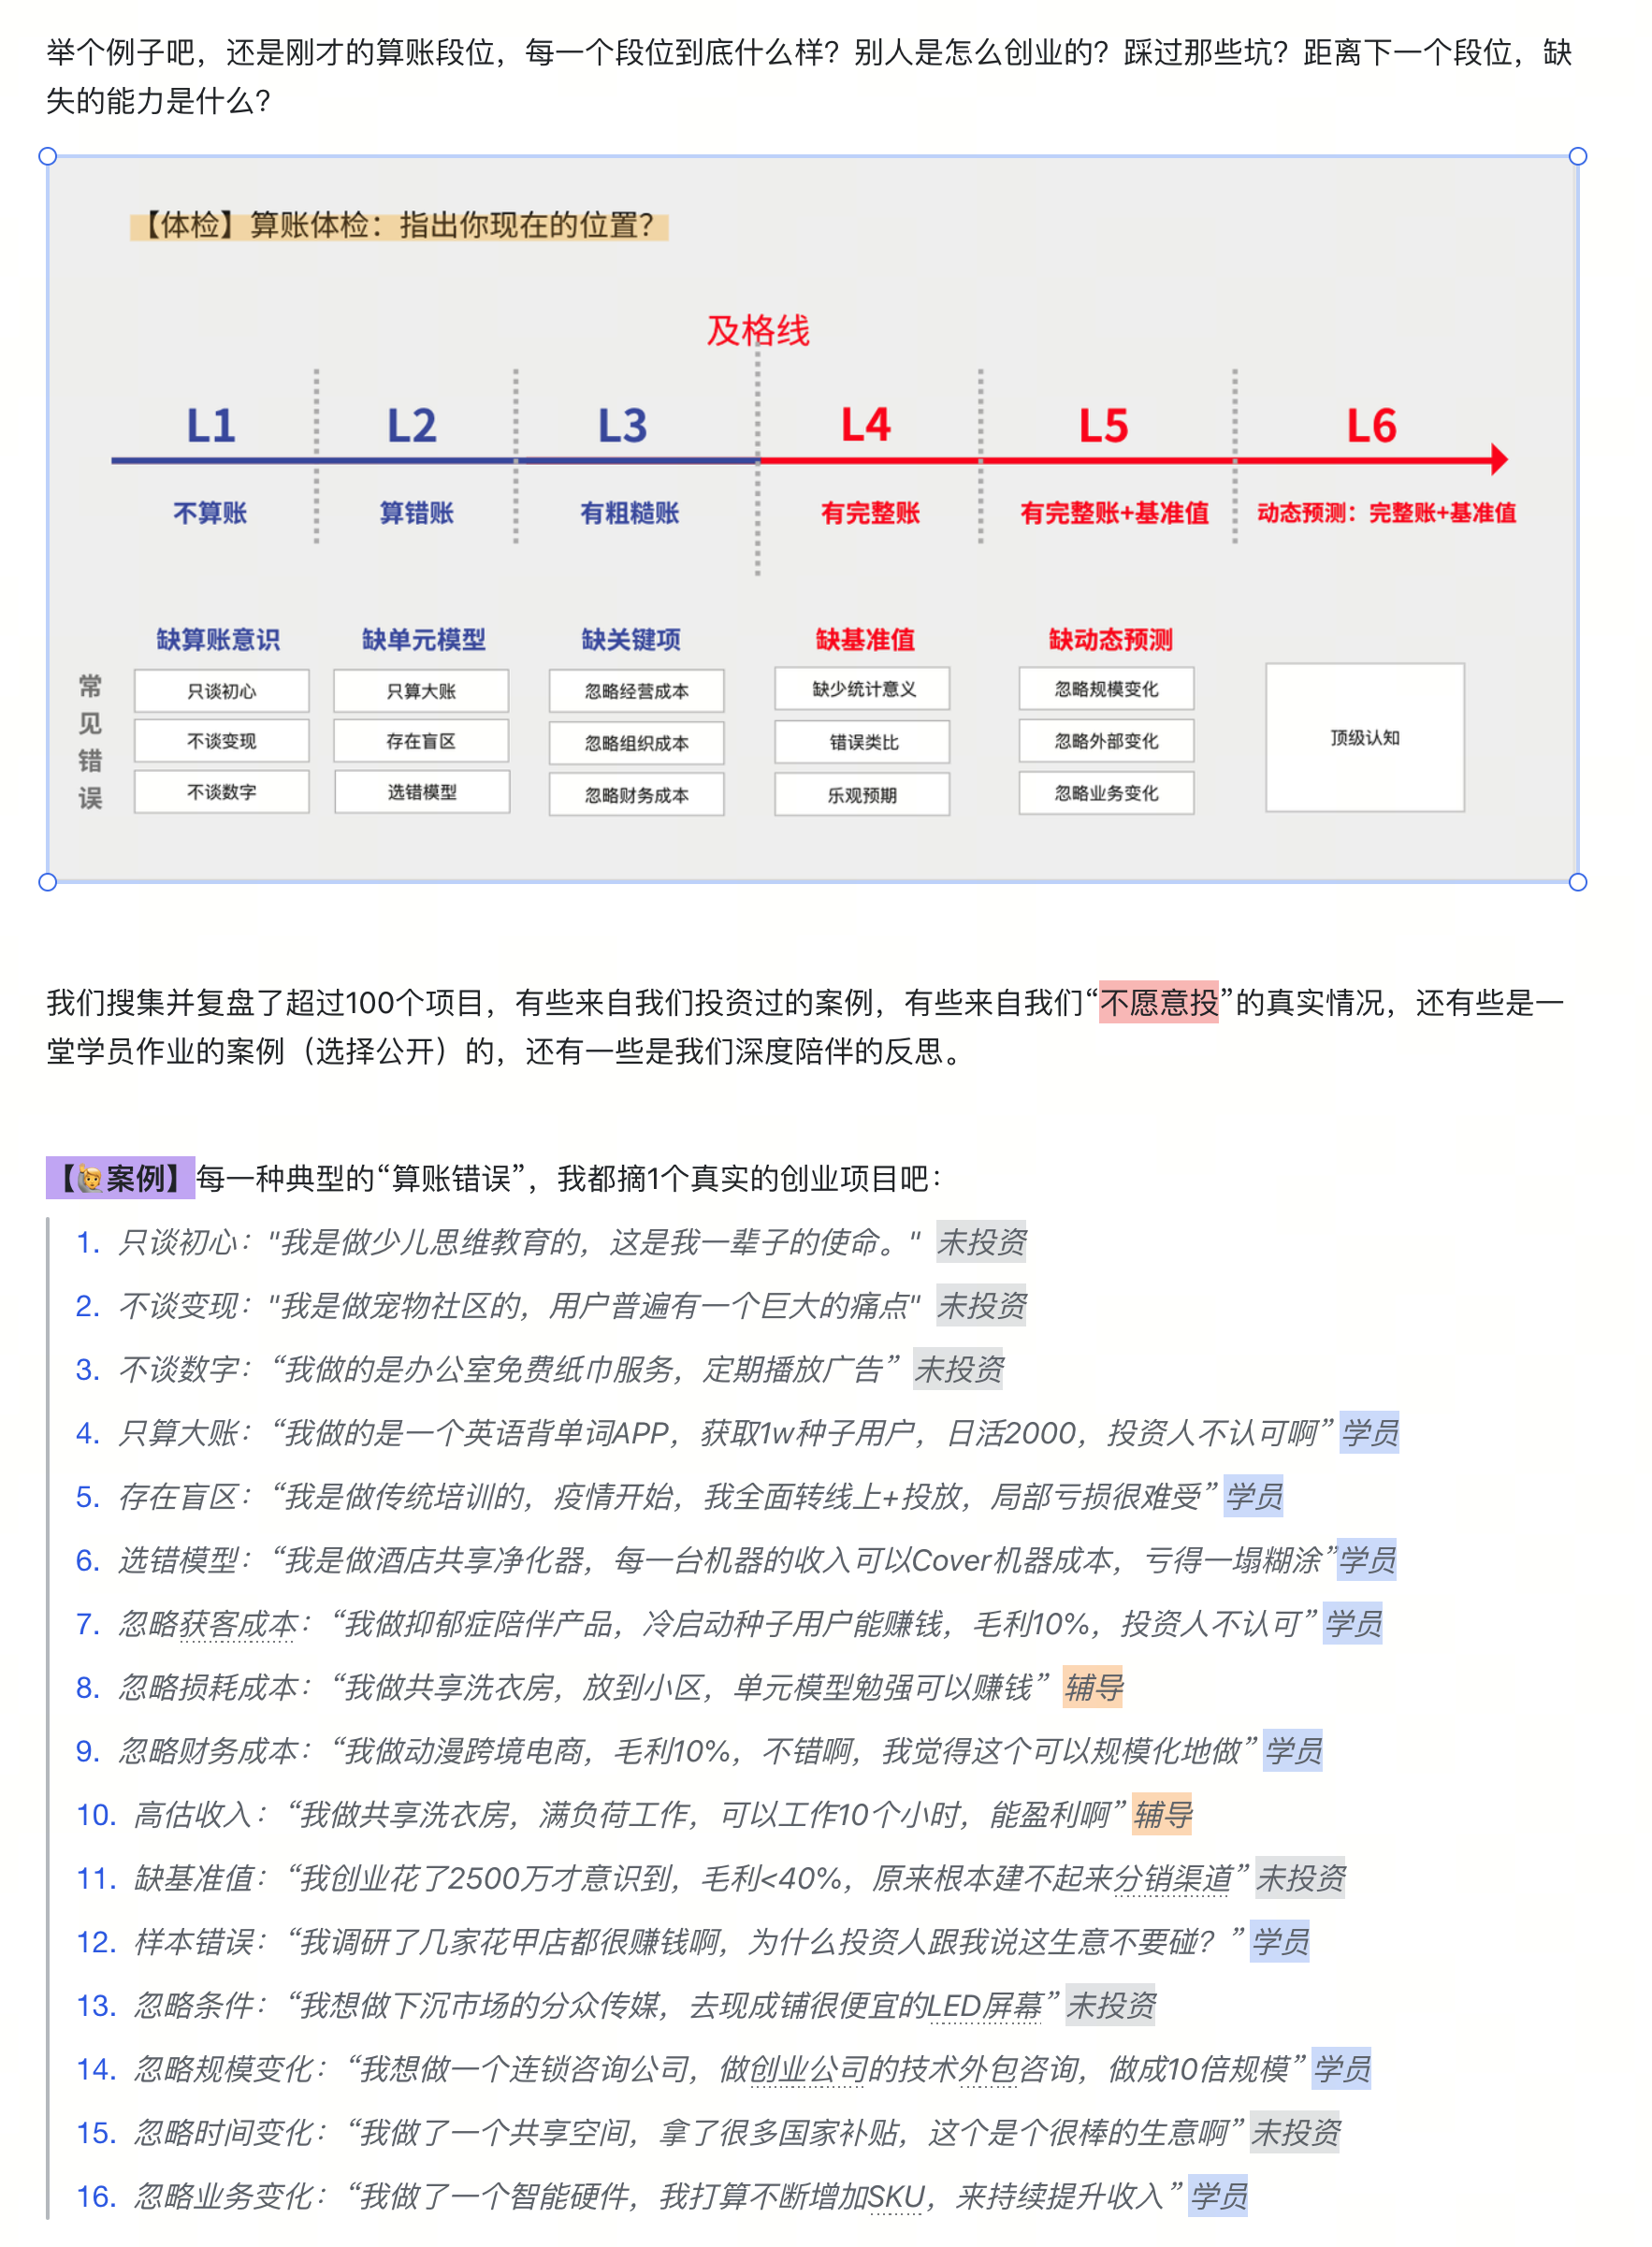 举个例子吧，还是刚才的算账段位，每一个段位到底什么样？别人是怎么创业的？踩过那些坑？距离下一个段位，缺
失的能力是什么？
【体检】算账体检：指出你现在的位置？
及格线
L1 L2 L3 L4 L5 L6
不算账 算错账 有粗糙账 有完整账 有完整账+基准值 动态预测：完整账+基准值
缺算账意识 缺单元模型 缺关键项 缺基准值 缺动态预测
常见错误
只谈初心 只算大账 忽略经营成本 缺少统计意义 忽略规模变化
不谈变现 存在盲区 忽略组织成本 错误类比 忽略外部变化 顶级认知
不谈数字 选错模型 忽略财务成本 乐观预期 忽略业务变化
我们搜集并复盘了超过100个项目，有些来自我们投资过的案例，有些来自我们“不愿意投”的真实情况，还有些是一
堂学员作业的案例（选择公开）的，还有一些是我们深度陪伴的反思。
【🙋案例】每一种典型的“算账错误”，我都摘1个真实的创业项目吧：
1. 只谈初心："我是做少儿思维教育的，这是我一辈子的使命。" 未投资
2. 不谈变现："我是做宠物社区的，用户普遍有一个巨大的痛点" 未投资
3. 不谈数字：“我做的是办公室免费纸巾服务，定期播放广告” 未投资
4. 只算大账：“我做的是一个英语背单词APP，获取1w种子用户，日活2000，投资人不认可啊” 学员
5. 存在盲区：“我是做传统培训的，疫情开始，我全面转线上+投放，局部亏损很难受” 学员
6. 选错模型：“我是做酒店共享净化器，每一台机器的收入可以Cover机器成本，亏得一塌糊涂”学员
7. 忽略获客成本：“我做抑郁症陪伴产品，冷启动种子用户能赚钱，毛利10%，投资人不认可” 学员
8. 忽略损耗成本：“我做共享洗衣房，放到小区，单元模型勉强可以赚钱” 辅导
9. 忽略财务成本：“我做动漫跨境电商，毛利10%，不错啊，我觉得这个可以规模化地做” 学员
10. 高估收入：“我做共享洗衣房，满负荷工作，可以工作10个小时，能盈利啊” 辅导
11. 缺基准值：“我创业花了2500万才意识到，毛利<40%，原来根本建不起来分销渠道” 未投资
12. 样本错误：“我调研了几家花甲店都很赚钱啊，为什么投资人跟我说这生意不要碰？” 学员
13. 忽略条件：“我想做下沉市场的分众传媒，去现成铺很便宜的LED屏幕” 未投资
14. 忽略规模变化：“我想做一个连锁咨询公司，做创业公司的技术外包咨询，做成10倍规模” 学员
15. 忽略时间变化：“我做了一个共享空间，拿了很多国家补贴，这个是个很棒的生意啊” 未投资
16. 忽略业务变化：“我做了一个智能硬件，我打算不断增加SKU，来持续提升收入” 学员